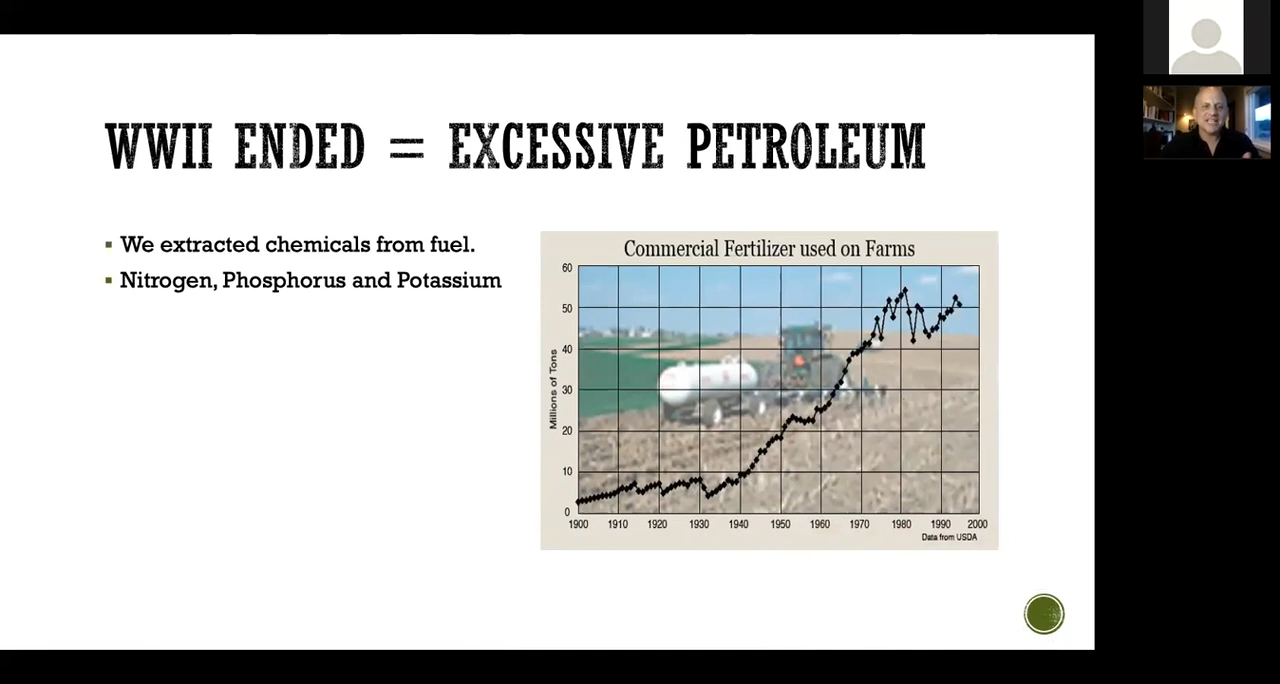 WWII ENDED = EXCESSIVE PETROLEUM
We extracted chemicals from fuel.
Nitrogen, Phosphorus and Potassium
Commercial Fertilizer used on Farms
Millions of Tons
60
50
40
30
20
10
0
1900 1910 1920 1930 1940 1950 1960 1970 1980 1990 2000
Data from USDA